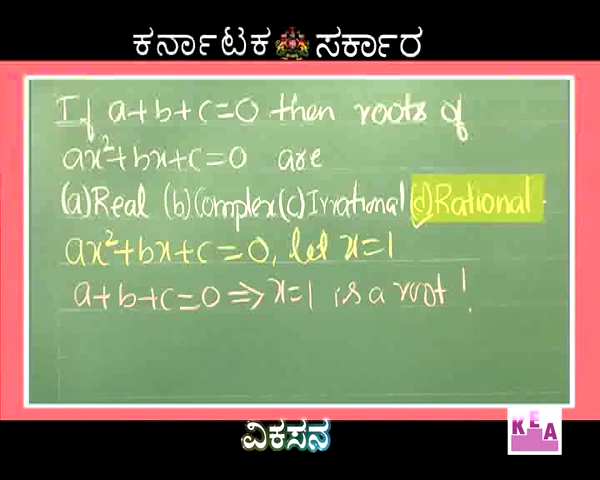 ಕರ್ನಾಟಕ ಸರ್ಕಾರ
If a+b+c=0 then roots of
ax²+bx+c=0 are
(a)Real (b)Complex (c)Irrational (d)Rational.
ax²+bx+c=0, let x=1
a+b+c=0 ⇒ x=1 is a root!
ವಿಕಸನ
KEA